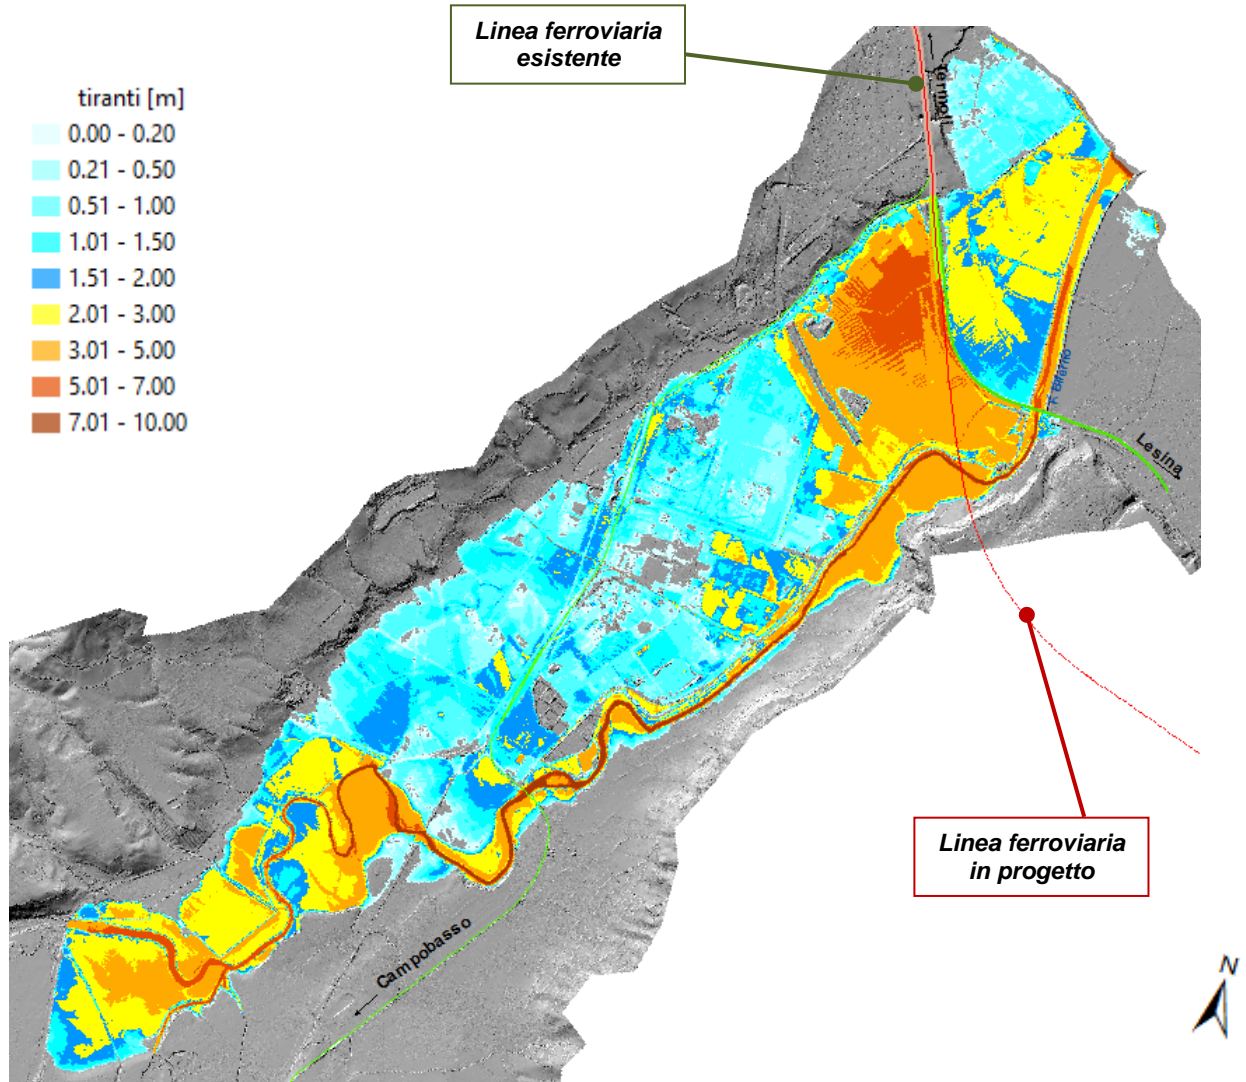 Linea ferroviaria
esistente
tiranti [m]
0.00 - 0.20
0.21 - 0.50
0.51 - 1.00
1.01 - 1.50
1.51 - 2.00
2.01 - 3.00
3.01 - 5.00
5.01 - 7.00
7.01 - 10.00
Termoli
F. Biferno
Lesina
Linea ferroviaria
in progetto
Campobasso
N